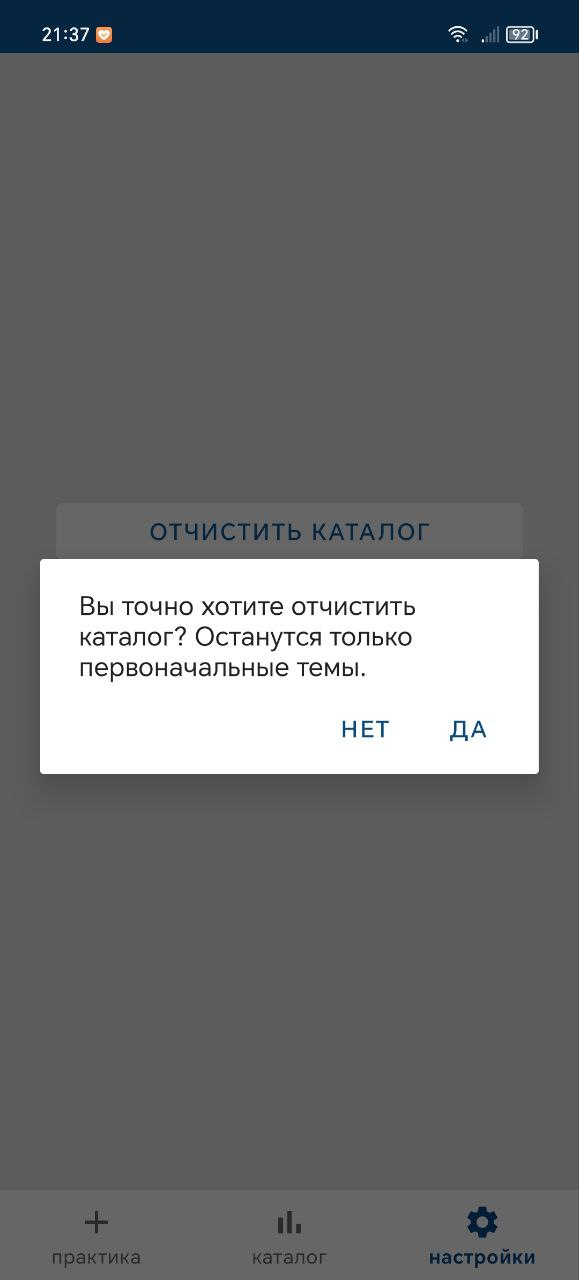 21:37
92
ОТЧИСТИТЬ КАТАЛОГ
Вы точно хотите отчистить
каталог? Останутся только
первоначальные темы.
НЕТ ДА
практика каталог настройки